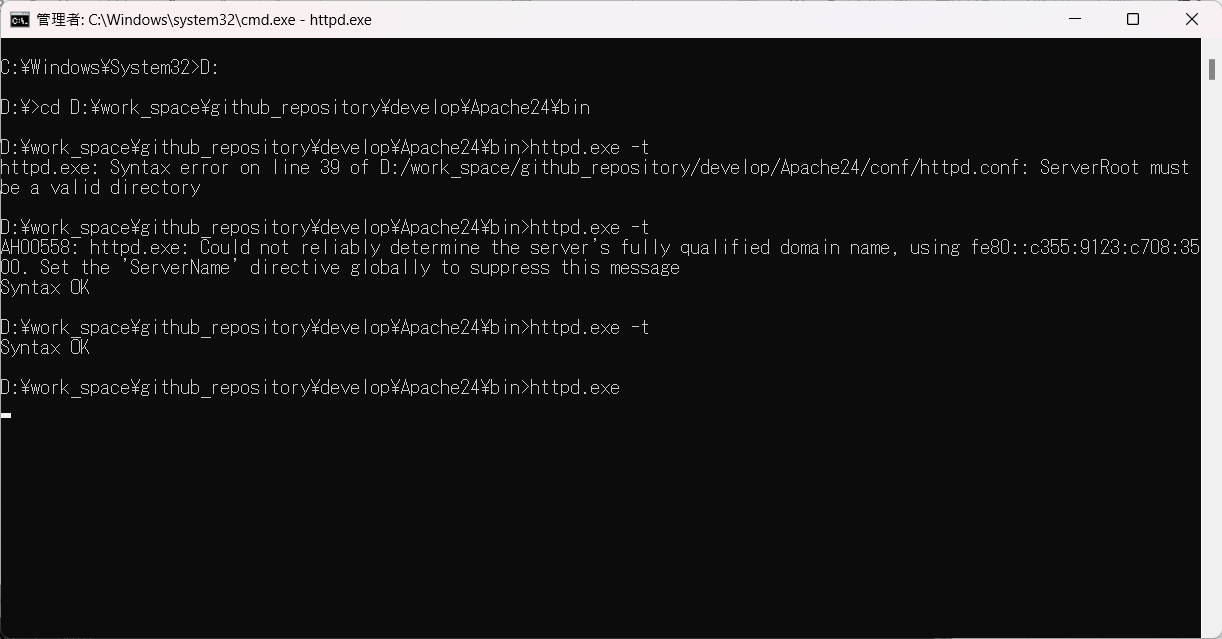 管理者: C:\Windows\system32\cmd.exe - httpd.exe
C:¥Windows¥System32>D:
D:¥>cd D:¥work_space¥github_repository¥develop¥Apache24¥bin
D:¥work_space¥github_repository¥develop¥Apache24¥bin>httpd.exe -t
httpd.exe: Syntax error on line 39 of D:/work_space/github_repository/develop/Apache24/conf/httpd.conf: ServerRoot must
be a valid directory
D:¥work_space¥github_repository¥develop¥Apache24¥bin>httpd.exe -t
AH00558: httpd.exe: Could not reliably determine the server's fully qualified domain name, using fe80::c355:9123:c708:35
00. Set the 'ServerName' directive globally to suppress this message
Syntax OK
D:¥work_space¥github_repository¥develop¥Apache24¥bin>httpd.exe -t
Syntax OK
D:¥work_space¥github_repository¥develop¥Apache24¥bin>httpd.exe